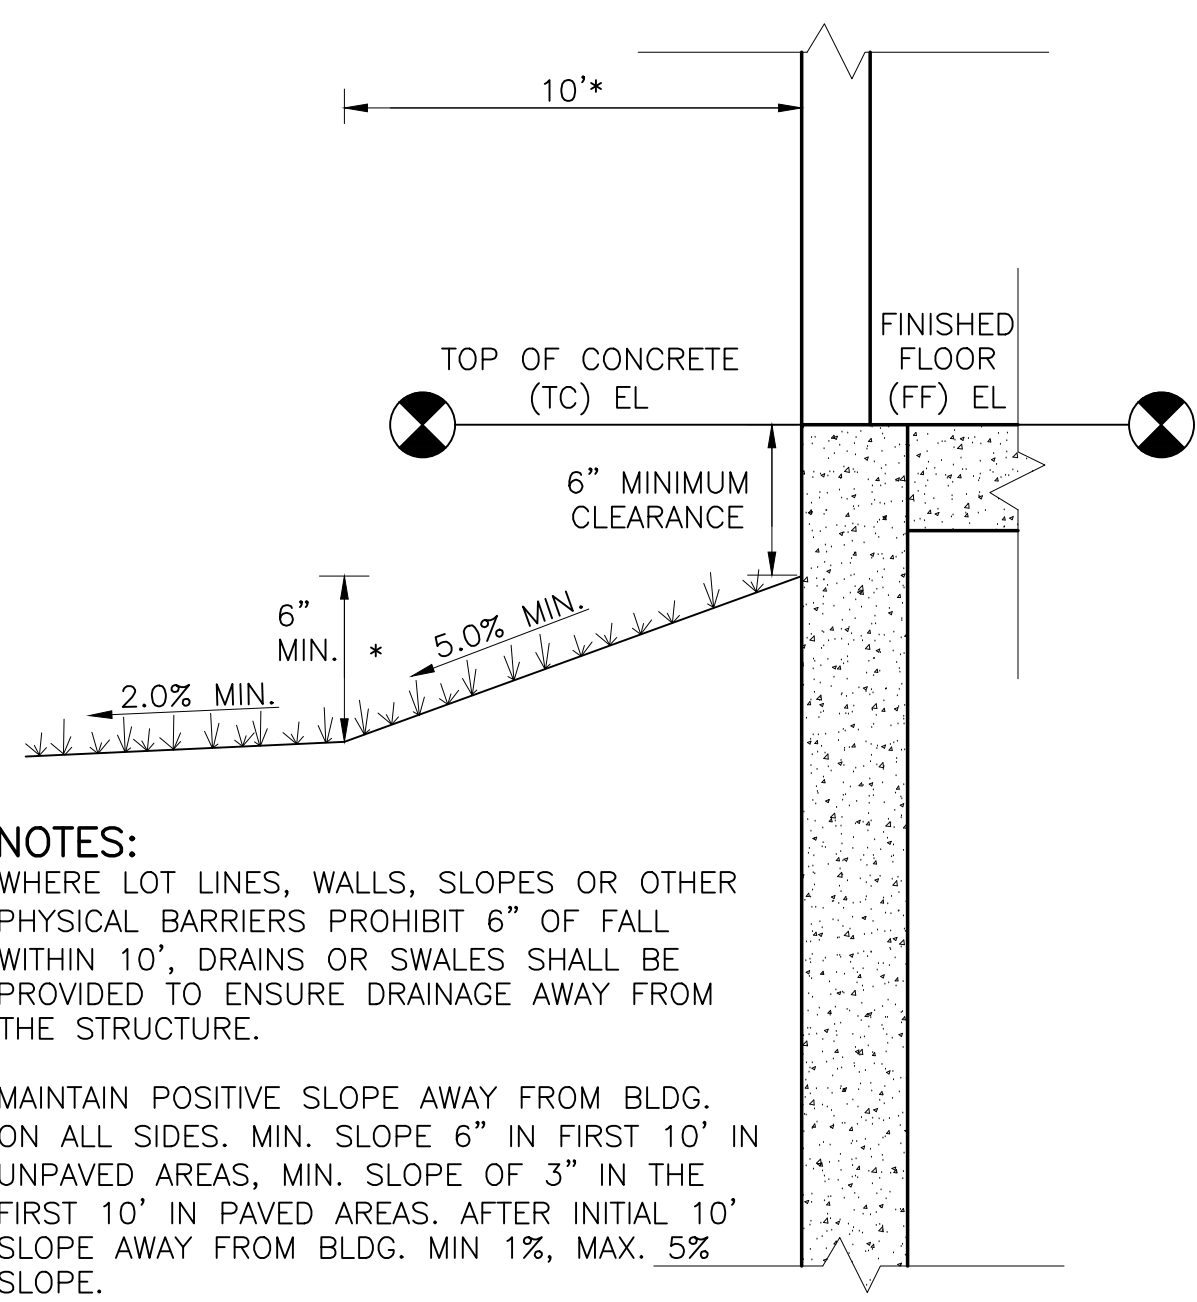 10'*
FINISHED
FLOOR
(FF) EL
TOP OF CONCRETE
(TC) EL
6" MINIMUM
CLEARANCE
6"
MIN. *
5.0% MIN.
2.0% MIN.
NOTES:
WHERE LOT LINES, WALLS, SLOPES OR OTHER
PHYSICAL BARRIERS PROHIBIT 6" OF FALL
WITHIN 10', DRAINS OR SWALES SHALL BE
PROVIDED TO ENSURE DRAINAGE AWAY FROM
THE STRUCTURE.
MAINTAIN POSITIVE SLOPE AWAY FROM BLDG.
ON ALL SIDES. MIN. SLOPE 6" IN FIRST 10' IN
UNPAVED AREAS, MIN. SLOPE OF 3" IN THE
FIRST 10' IN PAVED AREAS. AFTER INITIAL 10'
SLOPE AWAY FROM BLDG. MIN 1%, MAX. 5%
SLOPE.